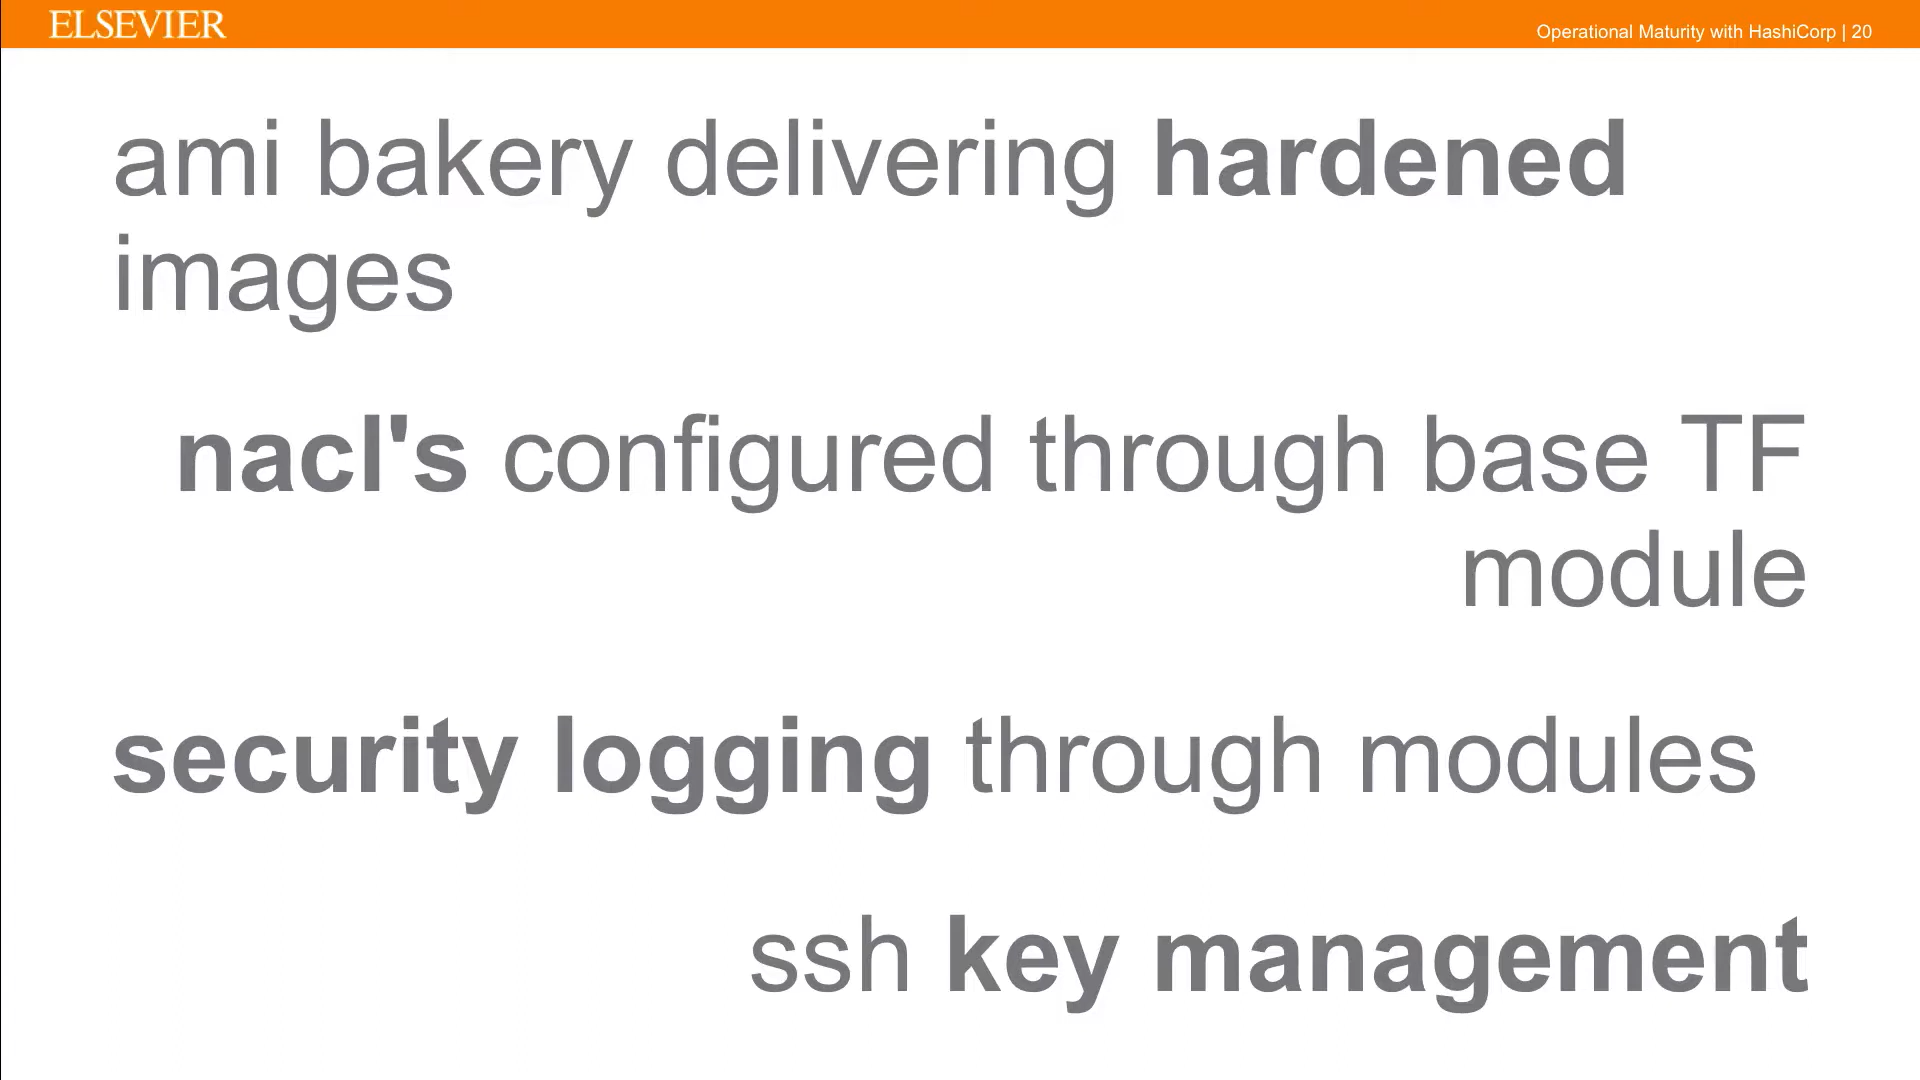 ELSEVIER
Operational Maturity with HashiCorp | 20
ami bakery delivering hardened
images
nacl's configured through base TF
module
security logging through modules
ssh key management